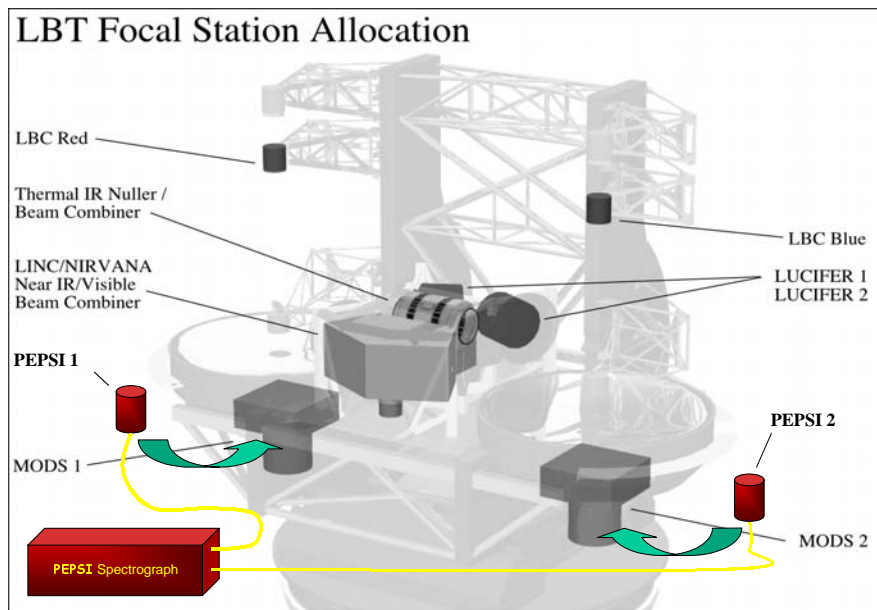 LBT Focal Station Allocation
LBC Red
Thermal IR Nuller /
Beam Combiner
LBC Blue
LINC/NIRVANA
Near IR/Visible
Beam Combiner
LUCIFER 1
LUCIFER 2
PEPSI 1
PEPSI 2
MODS 1
MODS 2
PEPSI Spectrograph